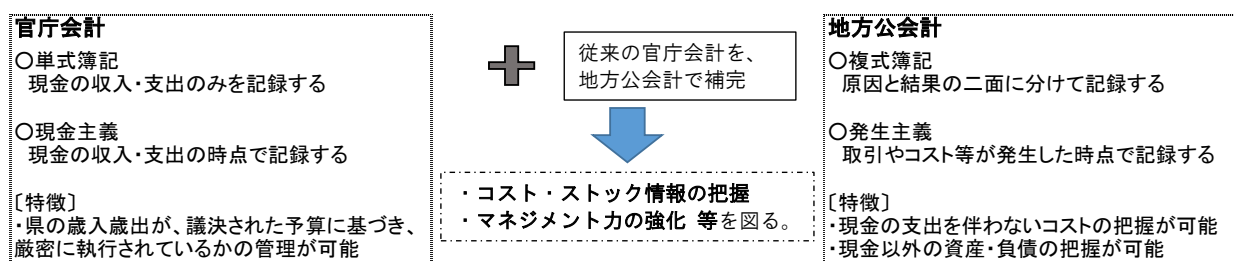 官庁会計
〇単式簿記
現金の収入・支出のみを記録する
〇現金主義
現金の収入・支出の時点で記録する
〔特徴〕
・県の歳入歳出が、議決された予算に基づき、
厳密に執行されているかの管理が可能
従来の官庁会計を、
地方公会計で補完
・コスト・ストック情報の把握
・マネジメント力の強化 等を図る。
地方公会計
〇複式簿記
原因と結果の二面に分けて記録する
〇発生主義
取引やコスト等が発生した時点で記録する
〔特徴〕
・現金の支出を伴わないコストの把握が可能
・現金以外の資産・負債の把握が可能